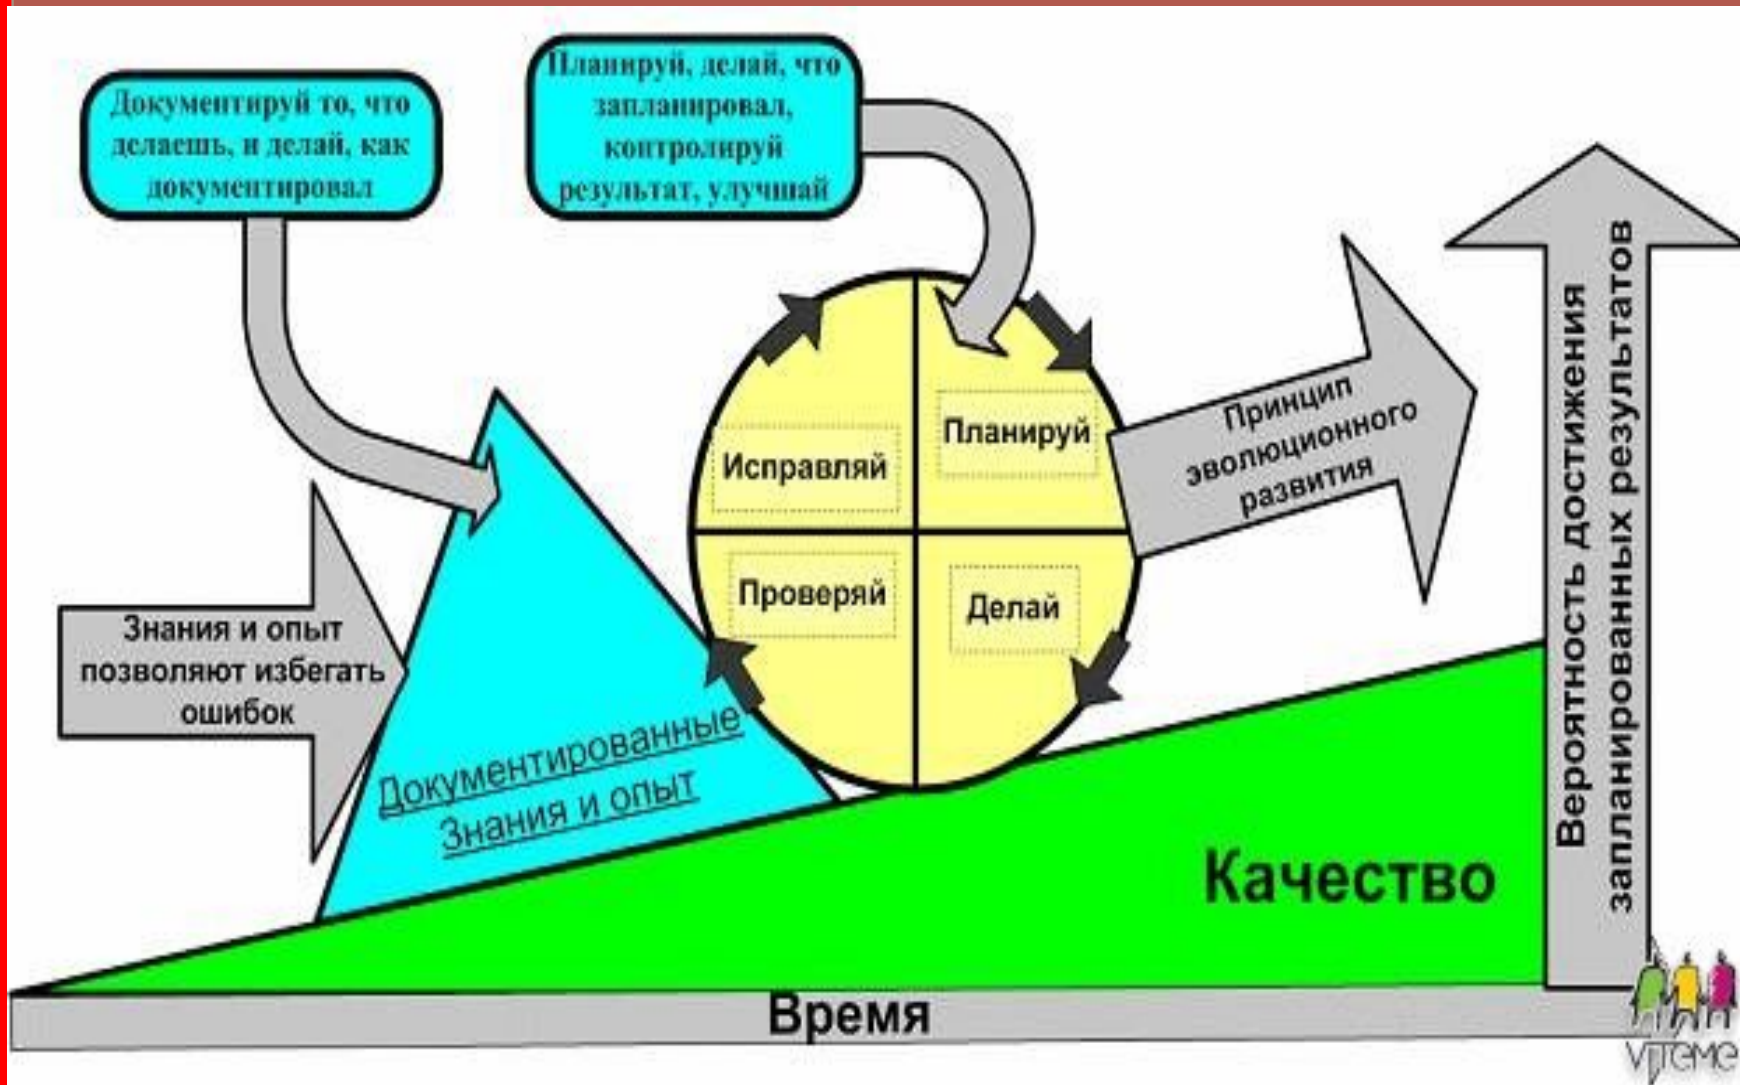 Документируй то, что
делаешь, и делай, как
документировал
Планируй, делай, что
запланировал,
контролируй
результат, улучшай
Исправляй
Планируй
Проверяй
Делай
Принцип
эволюционного
развития
Знания и опыт
позволяют избегать
ошибок
Документированные
Знания и опыт
Качество
Вероятность достижения
запланированных результатов
Время